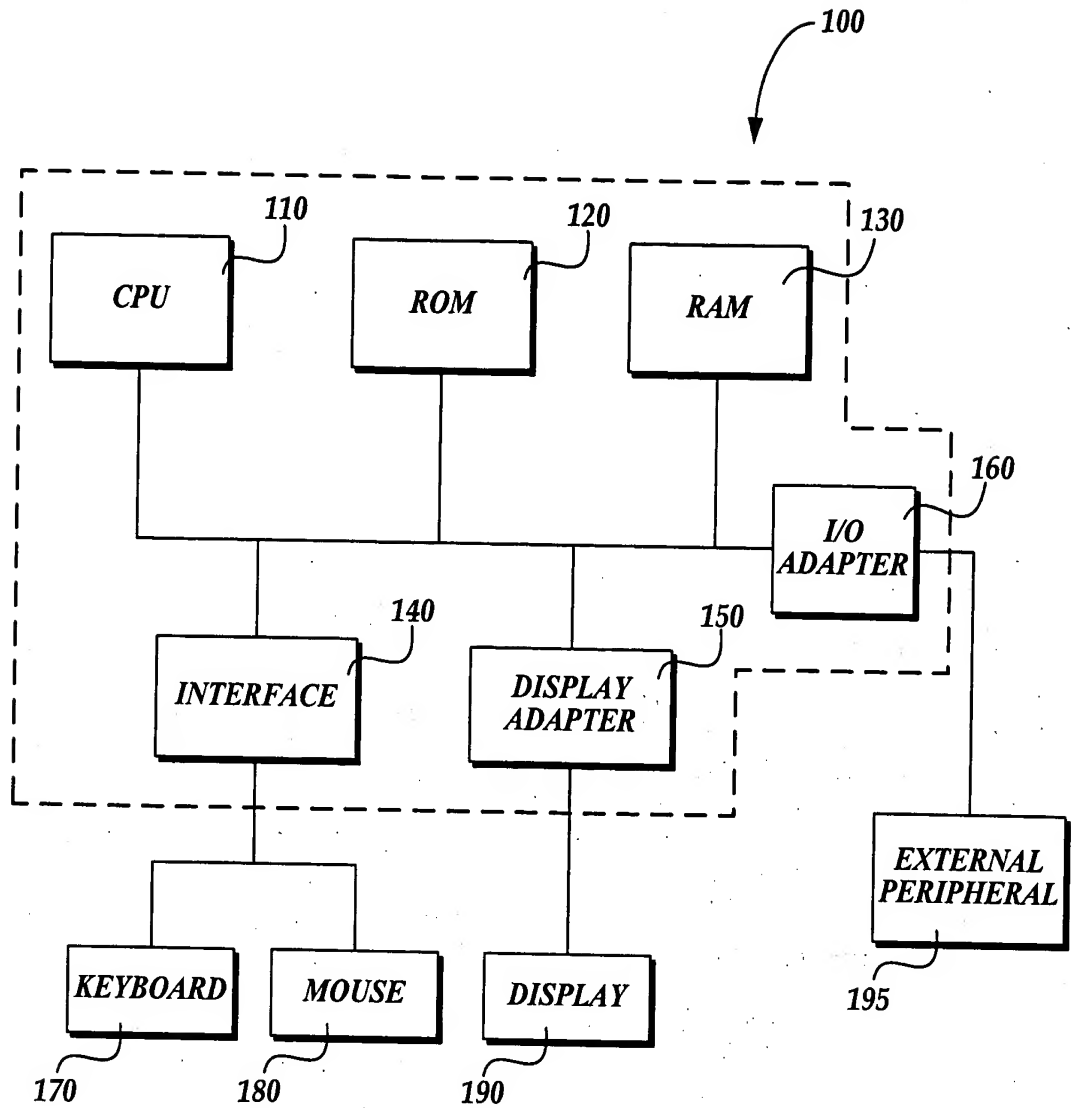 100
110
120
130
CPU
ROM
RAM
160
I/O
ADAPTER
140
150
INTERFACE
DISPLAY
ADAPTER
EXTERNAL
PERIPHERAL
KEYBOARD
MOUSE
DISPLAY
195
170
180
190